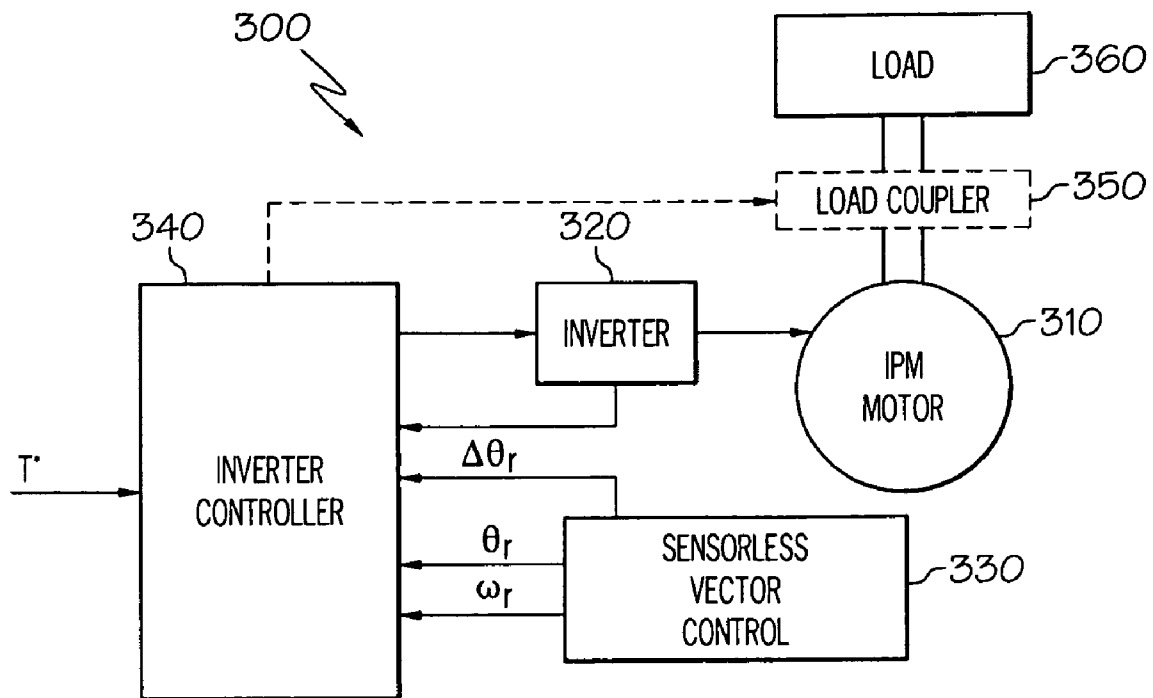 300
LOAD
360
LOAD COUPLER
350
340
320
INVERTER
310
IPM
MOTOR
Δθr
T*
INVERTER
CONTROLLER
θr
ωr
SENSORLESS
VECTOR
CONTROL
330